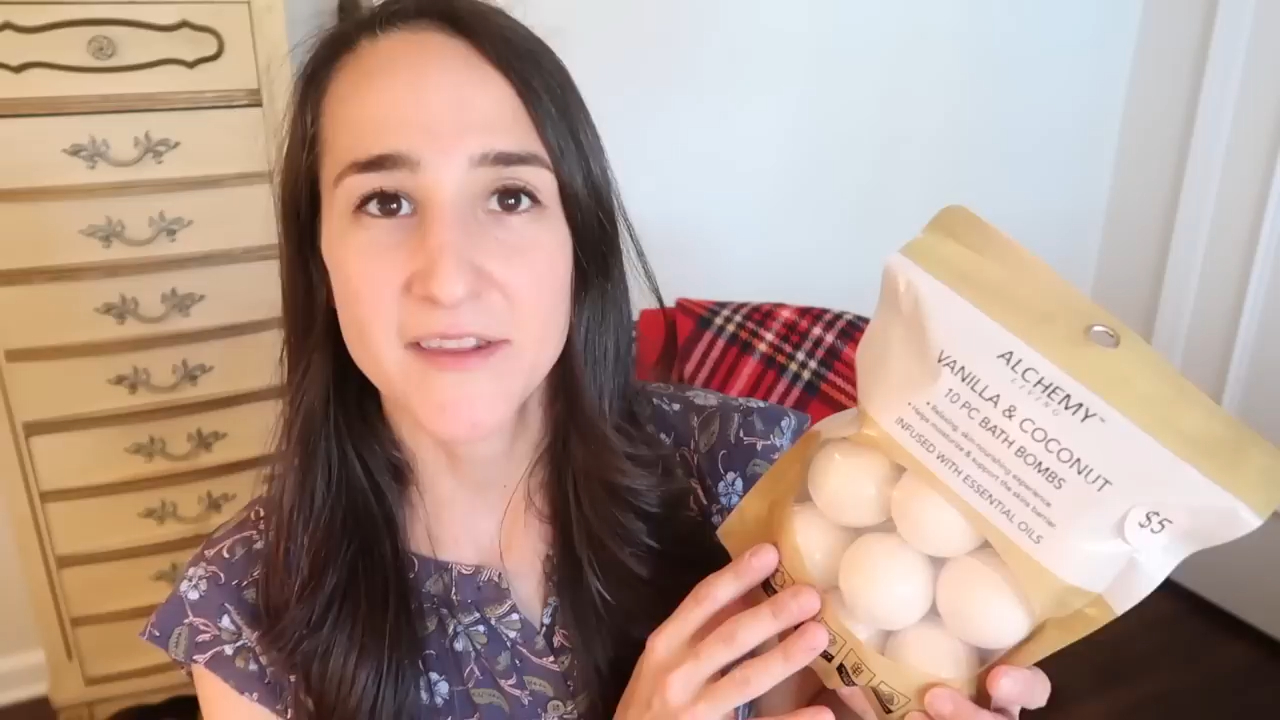 ALCHEMY™
LIVING
VANILLA & COCONUT
10 PC BATH BOMBS
• Relaxing, skin-nourishing experience
• Helps moisturize & support the skin's barrier
INFUSED WITH ESSENTIAL OILS
$5